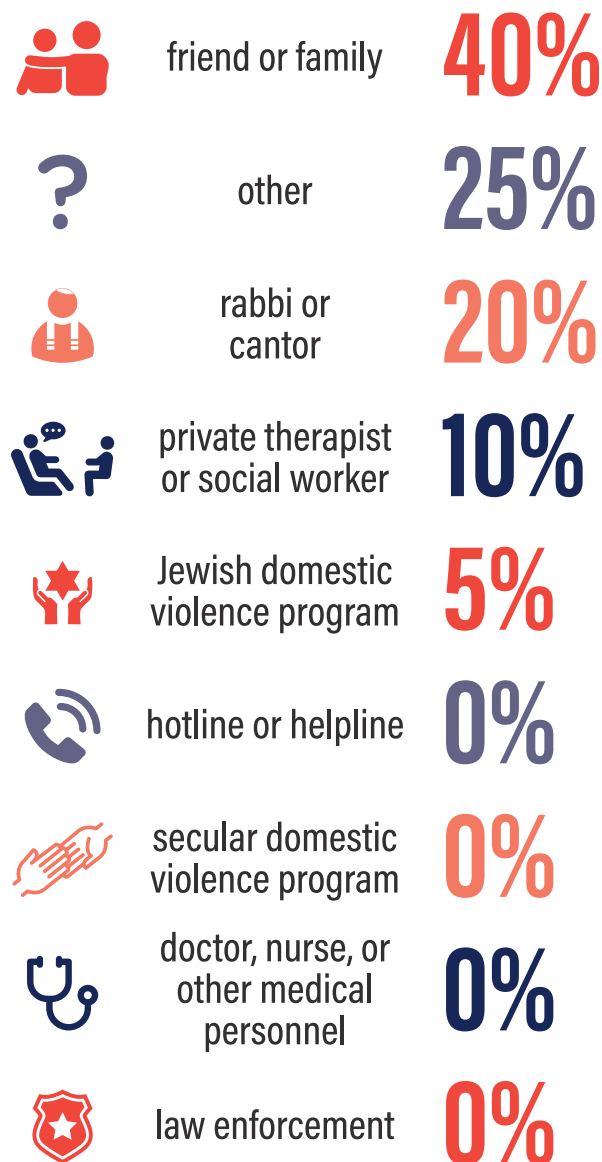 friend or family 40%
other 25%
rabbi or
cantor 20%
private therapist
or social worker 10%
Jewish domestic
violence program 5%
hotline or helpline 0%
secular domestic
violence program 0%
doctor, nurse, or
other medical
personnel 0%
law enforcement 0%